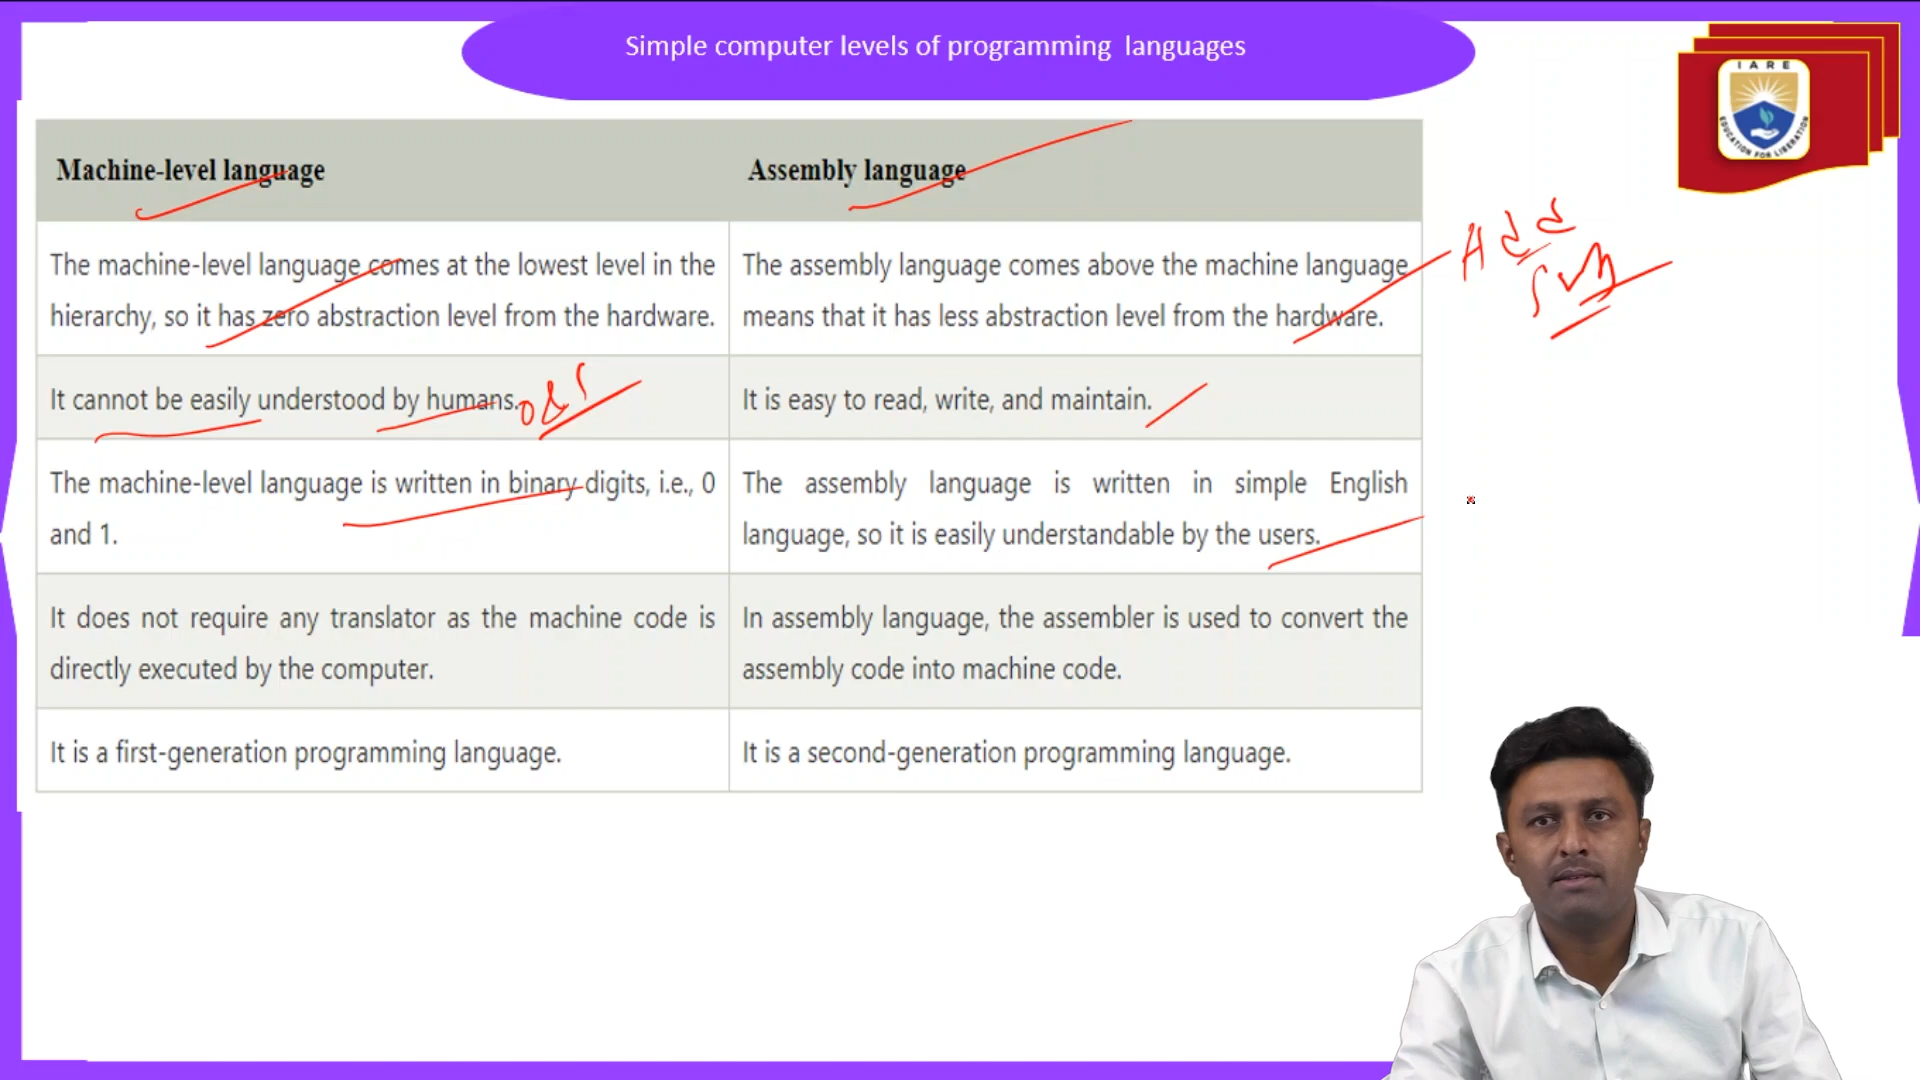 Simple computer levels of programming languages
I A R E
EDUCATION FOR LIBERATION
Machine-level language
Assembly language
The machine-level language comes at the lowest level in the
hierarchy, so it has zero abstraction level from the hardware.
The assembly language comes above the machine language
means that it has less abstraction level from the hardware.
Add
Sub
It cannot be easily understood by humans.
0 & 1
It is easy to read, write, and maintain.
The machine-level language is written in binary digits, i.e., 0
and 1.
The assembly language is written in simple English
language, so it is easily understandable by the users.
It does not require any translator as the machine code is
directly executed by the computer.
In assembly language, the assembler is used to convert the
assembly code into machine code.
It is a first-generation programming language.
It is a second-generation programming language.